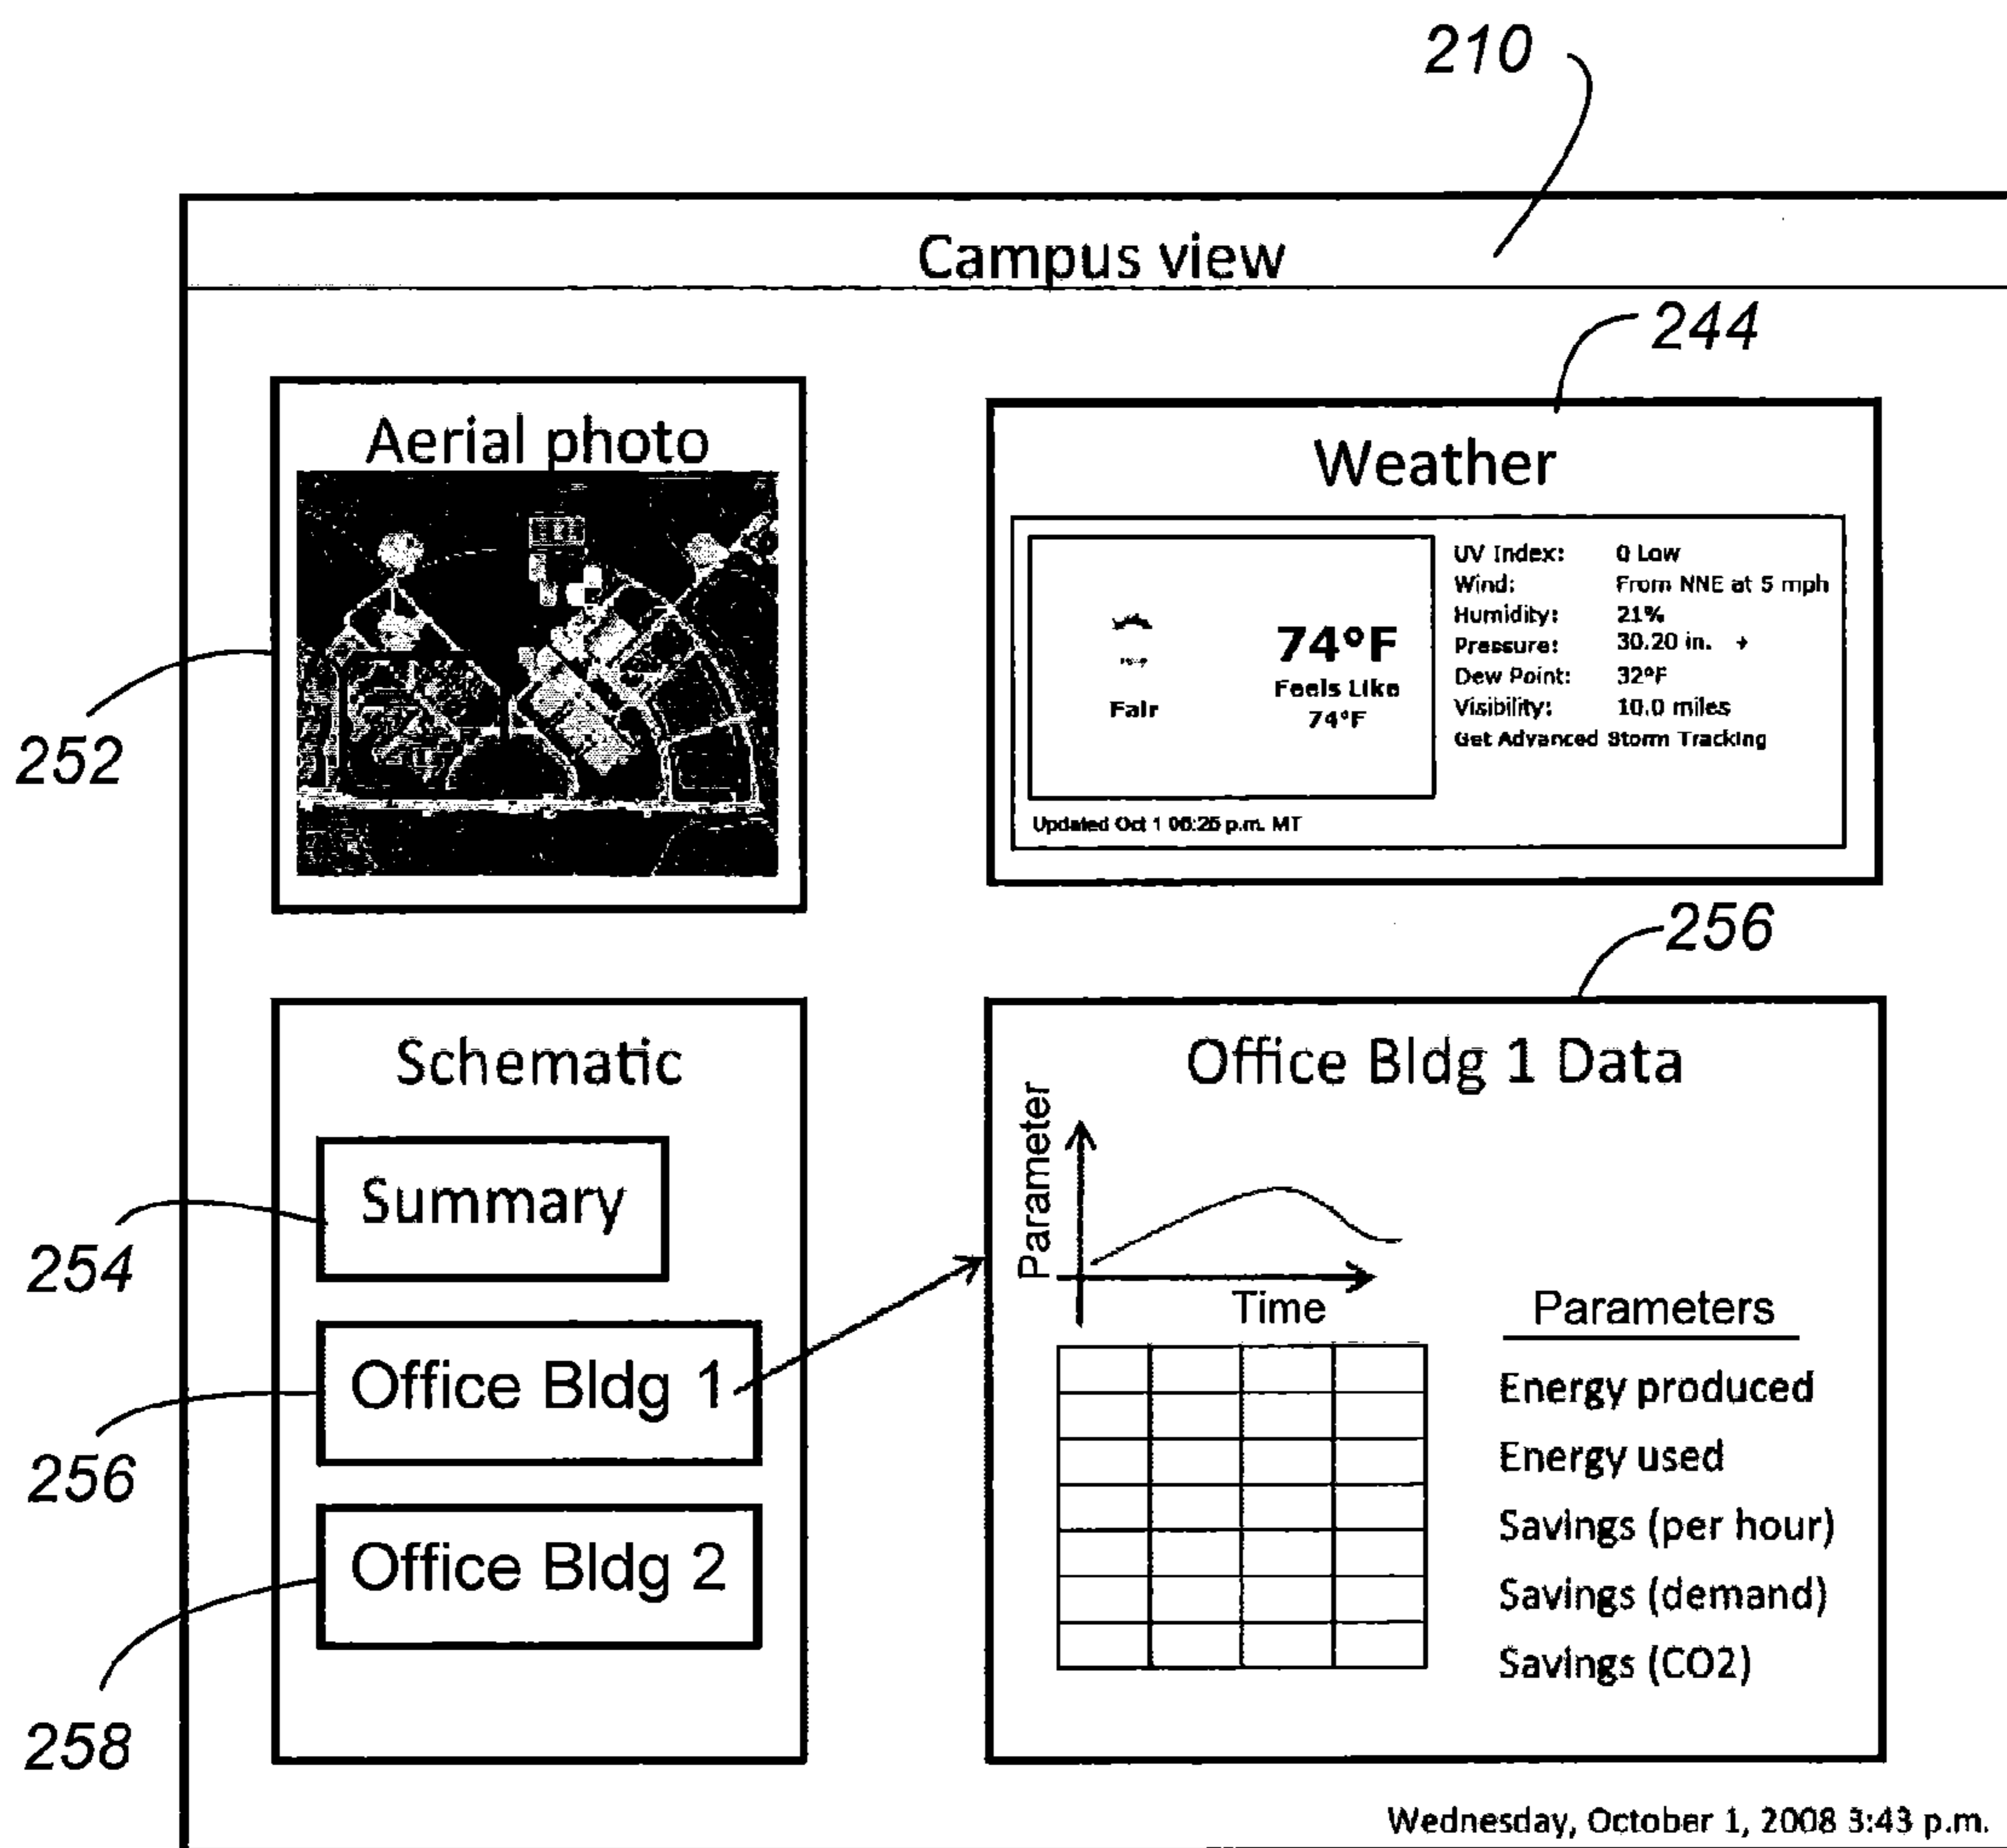 210
Campus view
244
Aerial photo
252
Weather
74°F
Feels Like
74°F
Fair
UV Index: 0 Low
Wind: From NNE at 5 mph
Humidity: 21%
Pressure: 30.20 in.
Dew Point: 32°F
Visibility: 10.0 miles
Get Advanced Storm Tracking
Updated Oct 1 06:25 p.m. MT
Schematic
Summary
254
Office Bldg 1
256
Office Bldg 2
258
256
Office Bldg 1 Data
Parameter
Time
Parameters
Energy produced
Energy used
Savings (per hour)
Savings (demand)
Savings (CO2)
Wednesday, October 1, 2008 3:43 p.m.